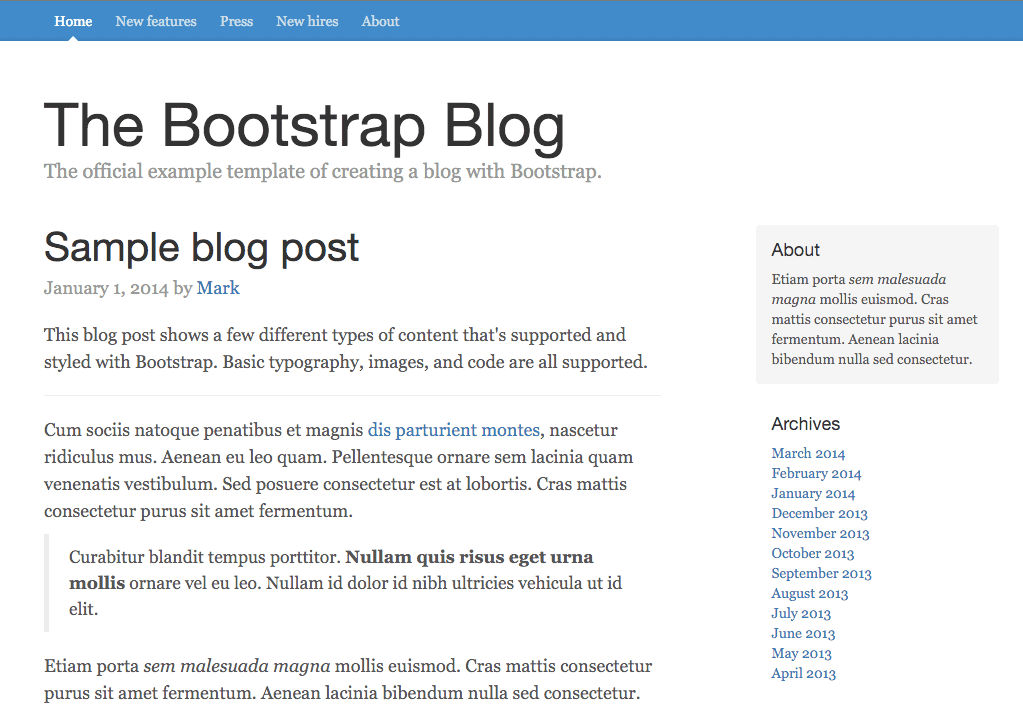 Home New features Press New hires About
The Bootstrap Blog
The official example template of creating a blog with Bootstrap.
Sample blog post
January 1, 2014 by Mark
This blog post shows a few different types of content that's supported and
styled with Bootstrap. Basic typography, images, and code are all supported.
Cum sociis natoque penatibus et magnis dis parturient montes, nascetur
ridiculus mus. Aenean eu leo quam. Pellentesque ornare sem lacinia quam
venenatis vestibulum. Sed posuere consectetur est at lobortis. Cras mattis
consectetur purus sit amet fermentum.
Curabitur blandit tempus porttitor. Nullam quis risus eget urna
mollis ornare vel eu leo. Nullam id dolor id nibh ultricies vehicula ut id
elit.
Etiam porta sem malesuada magna mollis euismod. Cras mattis consectetur
purus sit amet fermentum. Aenean lacinia bibendum nulla sed consectetur.
About
Etiam porta sem malesuada
magna mollis euismod. Cras
mattis consectetur purus sit amet
fermentum. Aenean lacinia
bibendum nulla sed consectetur.
Archives
March 2014
February 2014
January 2014
December 2013
November 2013
October 2013
September 2013
August 2013
July 2013
June 2013
May 2013
April 2013